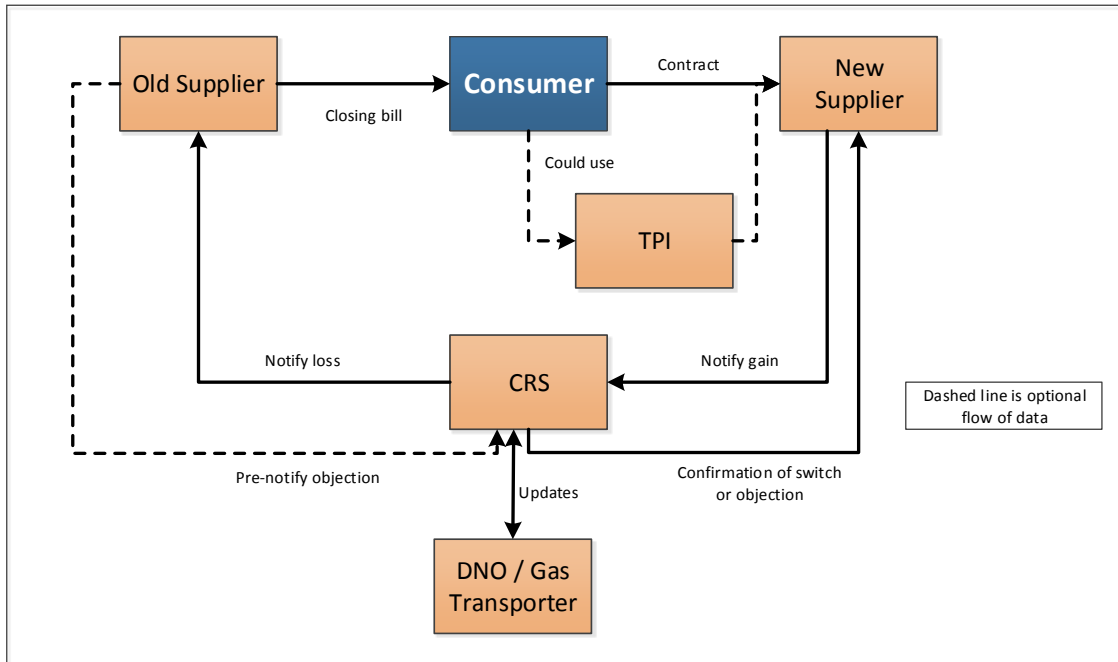 Old Supplier
Closing bill
Consumer
Contract
New
Supplier
Could use
TPI
Notify loss
CRS
Notify gain
Dashed line is optional
flow of data
Pre-notify objection
Updates
Confirmation of switch
or objection
DNO / Gas
Transporter